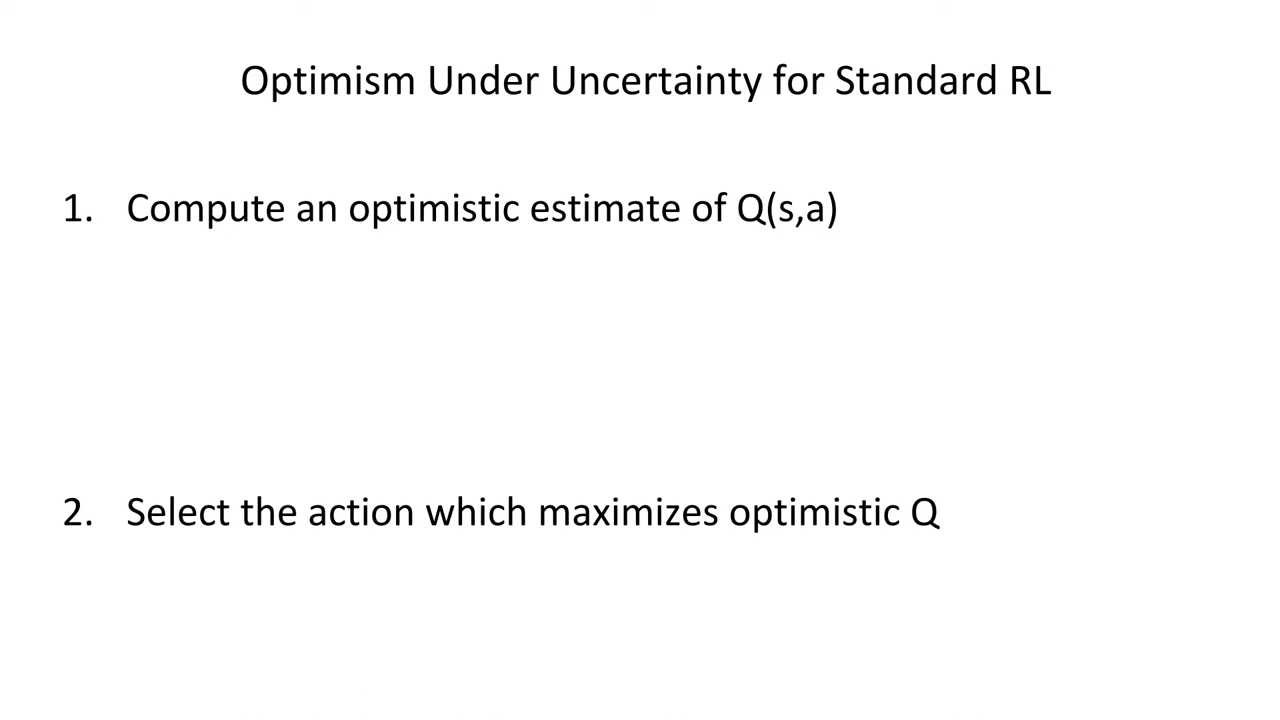 Optimism Under Uncertainty for Standard RL
1. Compute an optimistic estimate of Q(s,a)
2. Select the action which maximizes optimistic Q